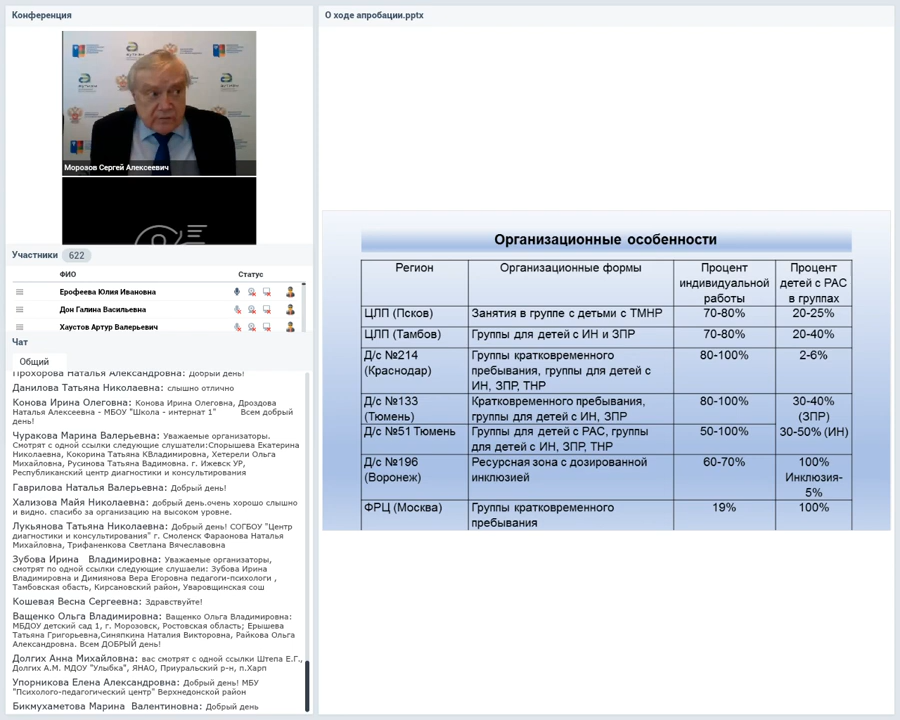 Конференция
О ходе апробации.pptx
Морозов Сергей Алексеевич
Участники 622
ФИО Статус
Ерофеева Юлия Ивановна
Дон Галина Васильевна
Хаустов Артур Валерьевич
Чат
Общий
Прохорова Наталья Александровна: Добрый день!
Данилова Татьяна Николаевна: слышно отлично
Конова Ирина Олеговна: Конова Ирина Олеговна, Дроздова
Наталья Алексеевна - МБОУ "Школа - интернат 1" Всем добрый
день!
Чуракова Марина Валерьевна: Уважаемые организаторы.
Смотрят с одной ссылки следующие слушатели:Спорышева Екатерина
Николаевна, Кокорина Татьяна КВладимировна, Хетерели Ольга
Михайловна, Русинова Татьяна Вадимовна. г. Ижевск УР,
Республиканский центр диагностики и консультирования
Гаврилова Наталья Валерьевна: Добрый день!
Хализова Майя Николаевна: добрый день.очень хорошо слышно
и видно. спасибо за организацию на высоком уровне.
Лукьянова Татьяна Николаевна: Добрый день! СОГБОУ "Центр
диагностики и консультирования" г. Смоленск Фараонова Наталья
Михайловна, Трифаненкова Светлана Вячеславовна
Зубова Ирина Владимировна: Уважаемые организаторы,
смотрят по одной ссылки следующие слушаели: Зубова Ирина
Владимировна и Димиянова Вера Егоровна педагоги-психологи ,
Тамбовская обасть, Кирсановский район, Уваровщинская сош
Кошевая Весна Сергеевна: Здравствуйте!
Ващенко Ольга Владимировна: Ващенко Ольга Владимировна:
МБДОУ детский сад 1, г. Морозовск, Ростовская область; Ерышева
Татьяна Григорьевна,Синяпкина Наталия Викторовна, Райкова Ольга
Александровна. Всем ДОБРЫЙ день!
Долгих Анна Михайловна: вас смотрят с одной ссылки Штепа Е.Г.,
Долгих А.М. МДОУ "Улыбка", ЯНАО, Приуральский р-н, п.Харп
Упорникова Елена Александровна: Добрый день! МБУ
"Психолого-педагогический центр" Верхнедонской район
Бикмухаметова Марина Валентиновна: Добрый день
Организационные особенности
Регион Организационные формы Процент индивидуальной работы Процент детей с РАС в группах
ЦЛП (Псков) Занятия в группе с детьми с ТМНР 70-80% 20-25%
ЦЛП (Тамбов) Группы для детей с ИН и ЗПР 70-80% 20-40%
Д/с №214 (Краснодар) Группы кратковременного пребывания, группы для детей с ИН, ЗПР, ТНР 80-100% 2-6%
Д/с №133 (Тюмень) Кратковременного пребывания, группы для детей с ИН, ЗПР 80-100% 30-40% (ЗПР)
Д/с №51 Тюмень Группы для детей с РАС, группы для детей с ИН, ЗПР, ТНР 50-100% 30-50% (ИН)
Д/с №196 (Воронеж) Ресурсная зона с дозированной инклюзией 60-70% 100% Инклюзия- 5%
ФРЦ (Москва) Группы кратковременного пребывания 19% 100%